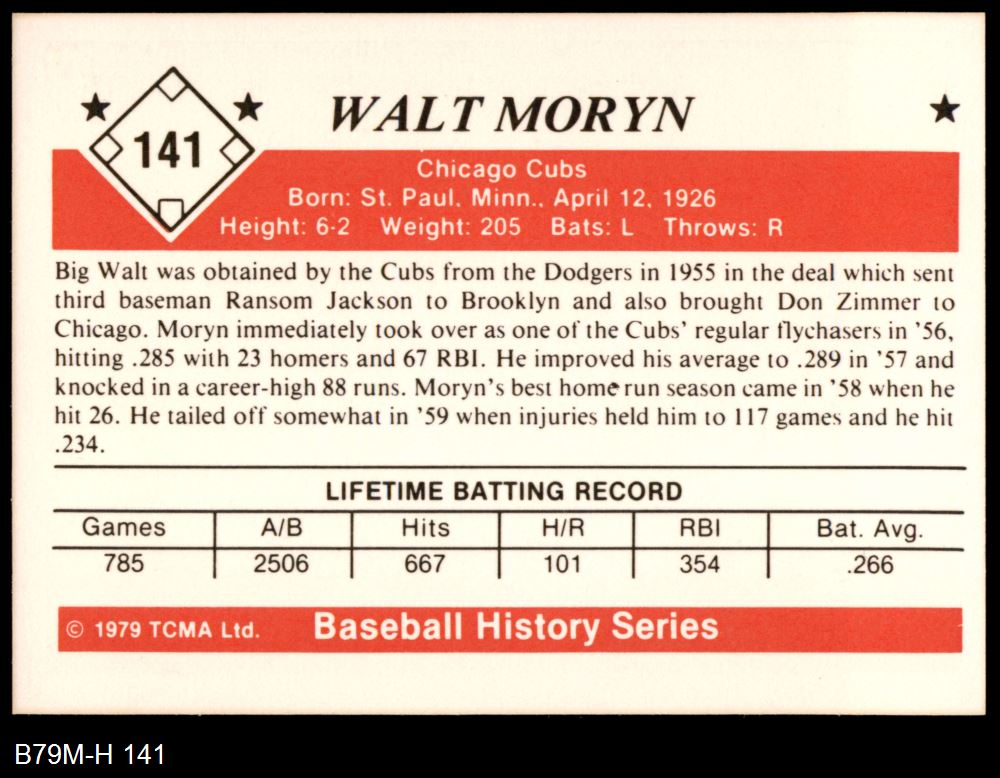 WALT MORYN
141
Chicago Cubs
Born: St. Paul, Minn., April 12, 1926
Height: 6-2 Weight: 205 Bats: L Throws: R
Big Walt was obtained by the Cubs from the Dodgers in 1955 in the deal which sent
third baseman Ransom Jackson to Brooklyn and also brought Don Zimmer to
Chicago. Moryn immediately took over as one of the Cubs' regular flychasers in '56,
hitting .285 with 23 homers and 67 RBI. He improved his average to .289 in '57 and
knocked in a career-high 88 runs. Moryn's best home run season came in '58 when he
hit 26. He tailed off somewhat in '59 when injuries held him to 117 games and he hit
.234.
LIFETIME BATTING RECORD
Games A/B Hits H/R RBI Bat. Avg.
785 2506 667 101 354 .266
© 1979 TCMA Ltd. Baseball History Series
B79M-H 141